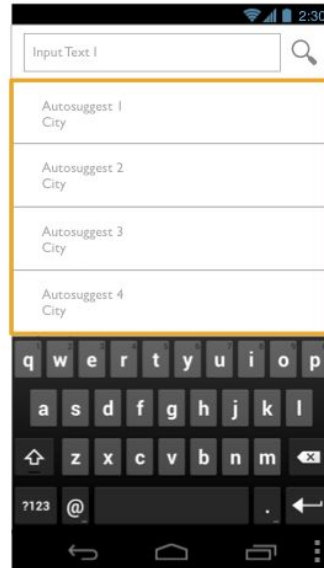 2:30
Input Text I
Autosuggest 1
City
Autosuggest 2
City
Autosuggest 3
City
Autosuggest 4
City
q w e r t y u i o p
a s d f g h j k l
z x c v b n m
?123 @ .